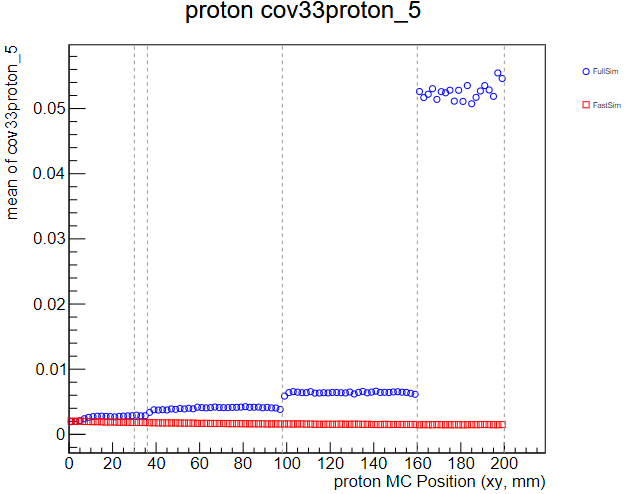 proton cov33proton_5
mean of cov33proton_5
0.05
0.04
0.03
0.02
0.01
0
0 20 40 60 80 100 120 140 160 180 200
proton MC Position (xy, mm)
FullSim
FastSim